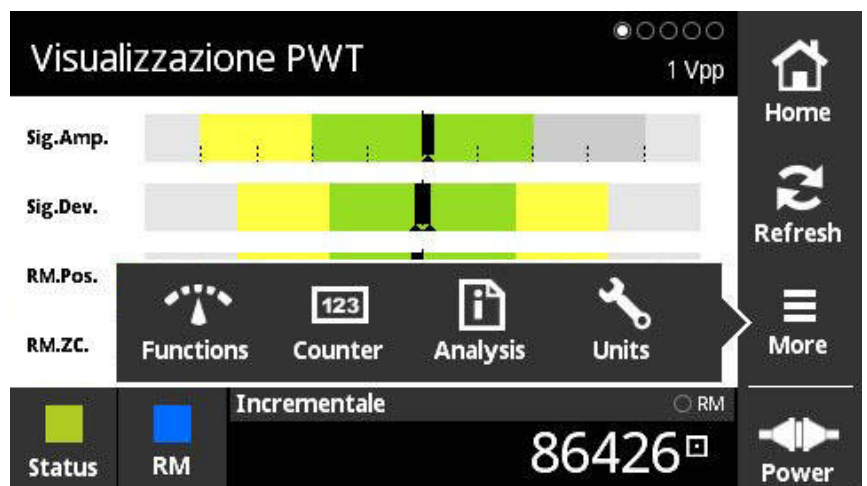 Visualizzazione PWT
1 Vpp
Home
Sig.Amp.
Refresh
Sig.Dev.
RM.Pos.
RM.ZC.
Functions
123
Counter
Analysis
Units
More
Incrementale
RM
86426
Status
RM
Power